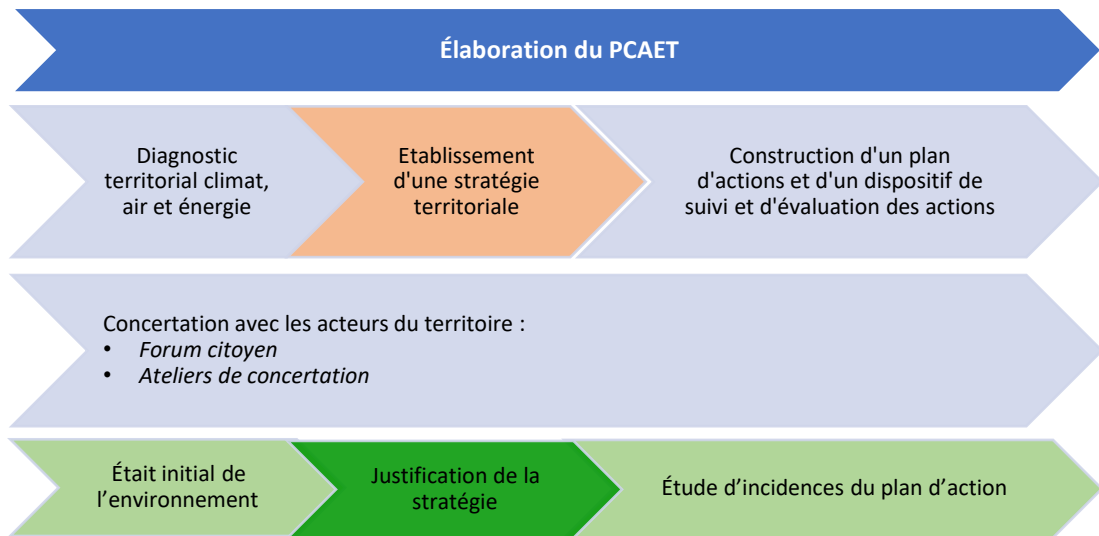 Élaboration du PCAET
Diagnostic
territorial climat,
air et énergie
Etablissement
d'une stratégie
territoriale
Construction d'un plan
d'actions et d'un dispositif de
suivi et d'évaluation des actions
Concertation avec les acteurs du territoire :
• Forum citoyen
• Ateliers de concertation
Était initial de
l’environnement
Justification de la
stratégie
Étude d’incidences du plan d’action